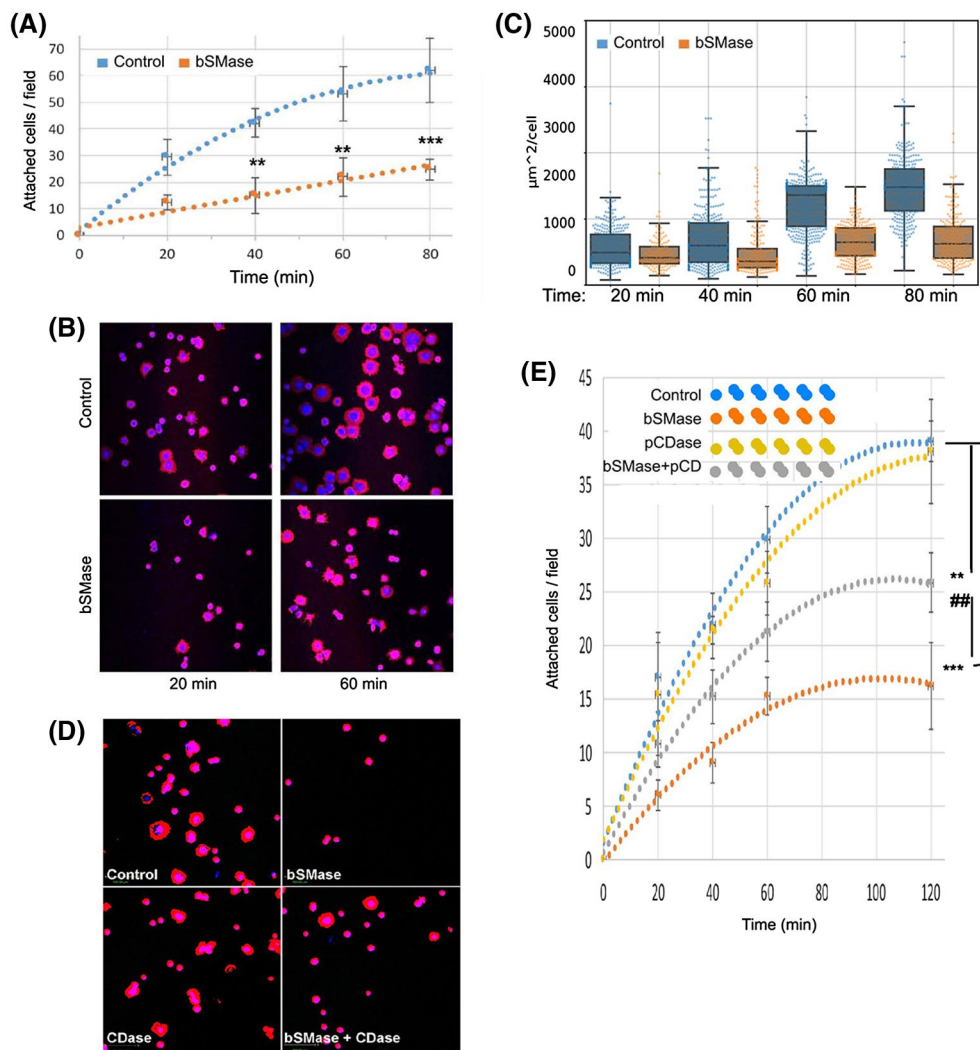 (A)
70
60
50
40
30
20
10
0
Attached cells / field
Control bSMase
** ** ***
0 20 40 60 80
Time (min)
(C)
5000
4000
3000
2000
1000
0
µm^2/cell
Control bSMase
Time: 20 min 40 min 60 min 80 min
(B)
Control
bSMase
20 min 60 min
(D)
Control
bSMase
CDase
bSMase + CDase
(E)
45
40
35
30
25
20
15
10
5
0
Attached cells / field
Control
bSMase
pCDase
bSMase+pCD
**
##
***
0 20 40 60 80 100 120
Time (min)